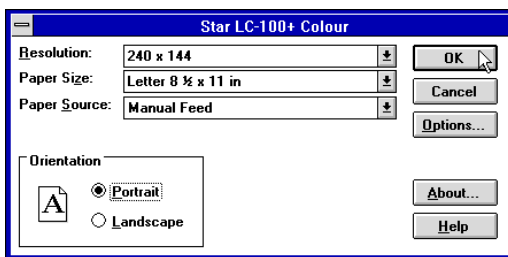 Star LC-100+ Colour
Resolution: 240 x 144 OK
Paper Size: Letter 8 ½ x 11 in Cancel
Paper Source: Manual Feed
Options...
Orientation
A Portrait About...
Landscape Help